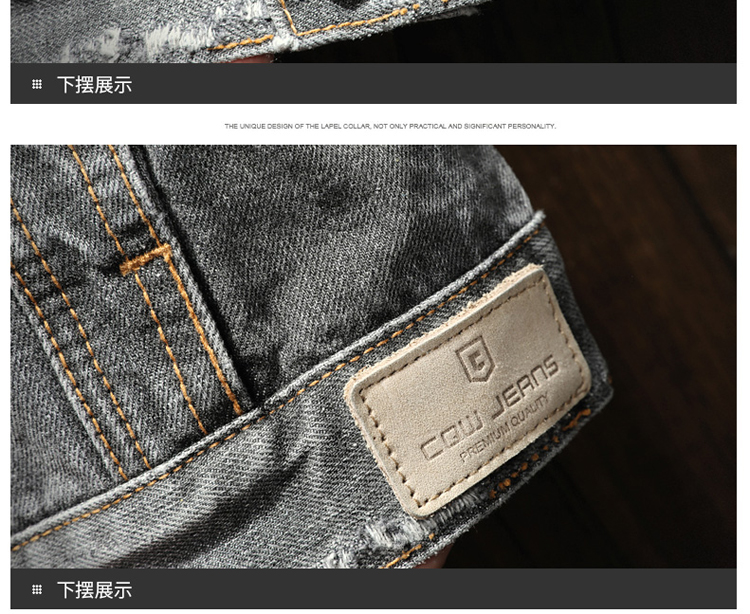 下摆展示
THE UNIQUE DESIGN OF THE LAPEL COLLAR, NOT ONLY PRACTICAL AND SIGNIFICANT PERSONALITY.
CQW JEANS
PREMIUM QUALITY
下摆展示